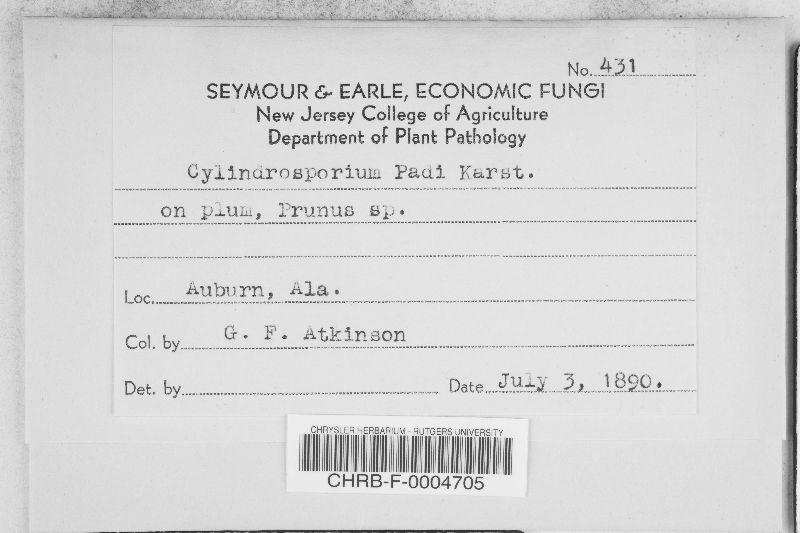 No. 431
SEYMOUR & EARLE, ECONOMIC FUNGI
New Jersey College of Agriculture
Department of Plant Pathology
Cylindrosporium Padi Karst.
on plum, Prunus sp.
Loc. Auburn, Ala.
Col. by G. F. Atkinson
Det. by Date July 3, 1890.
CHRYSLER HERBARIUM - RUTGERS UNIVERSITY
CHRB-F-0004705